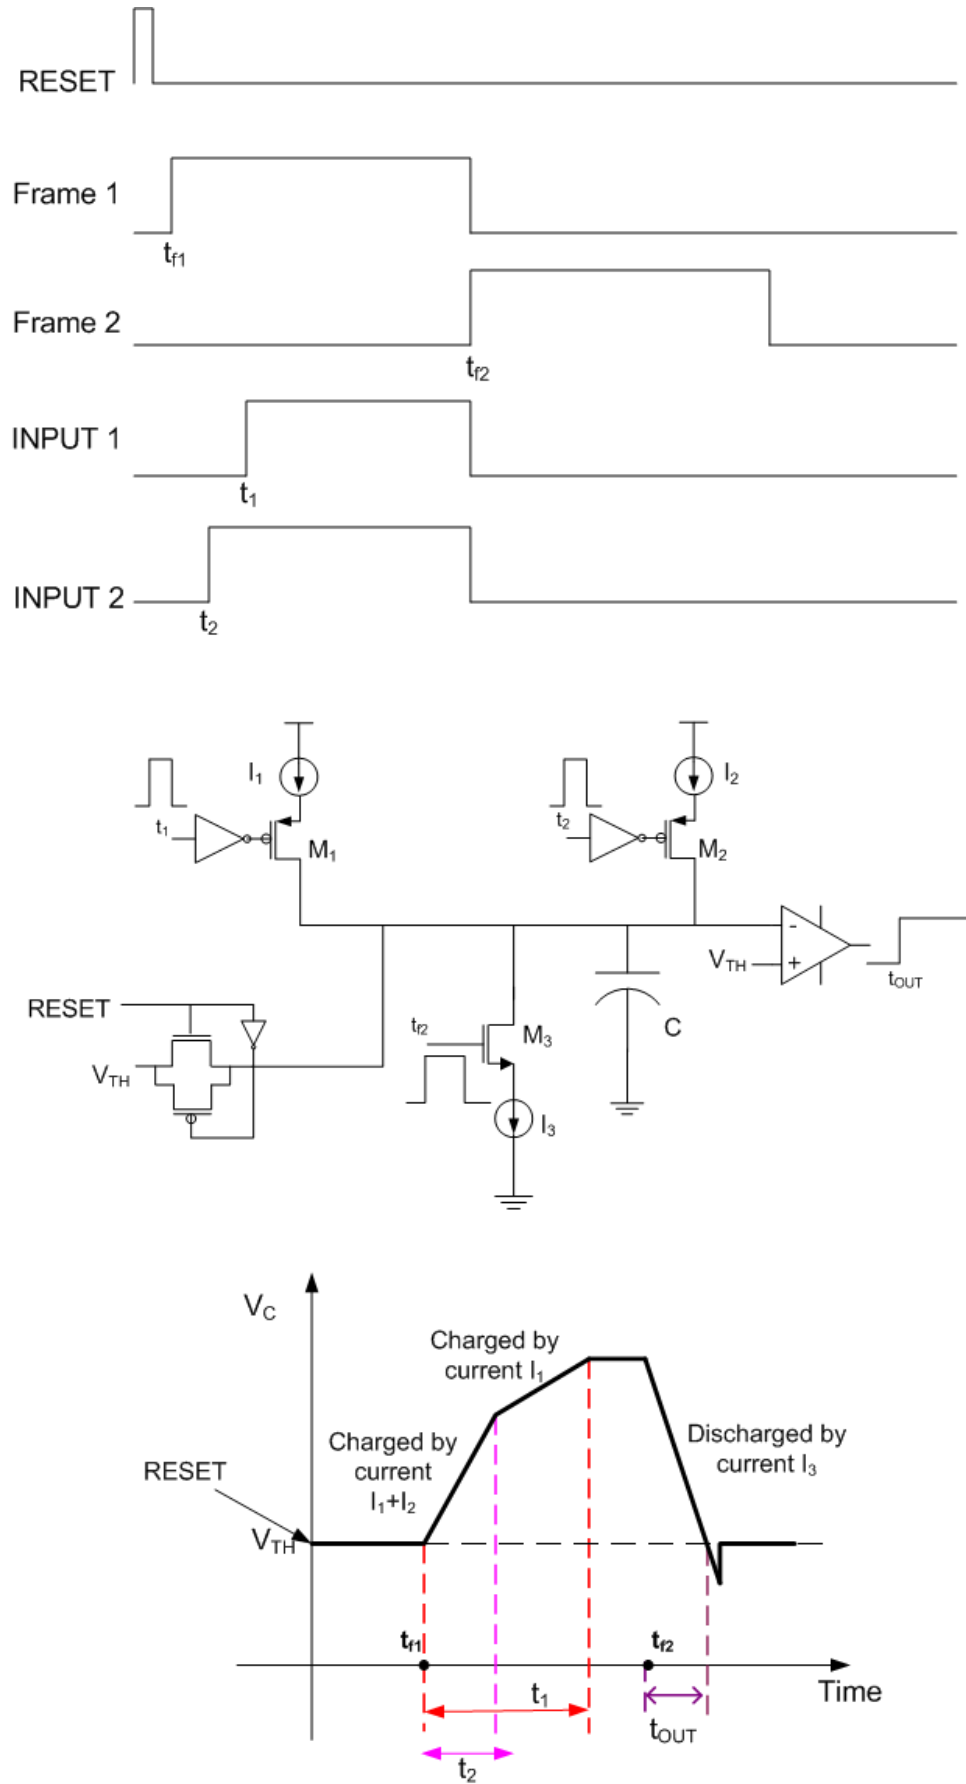 RESET
Frame 1
tf1
Frame 2
tf2
INPUT 1
t1
INPUT 2
t2
I1
t1
M1
I2
t2
M2
VTH
-
+
tOUT
RESET
VTH
tf2
M3
I3
C
VC
Charged by
current I1
Charged by
current
I1+I2
Discharged by
current I3
RESET
VTH
tf1
tf2
Time
t1
tOUT
t2